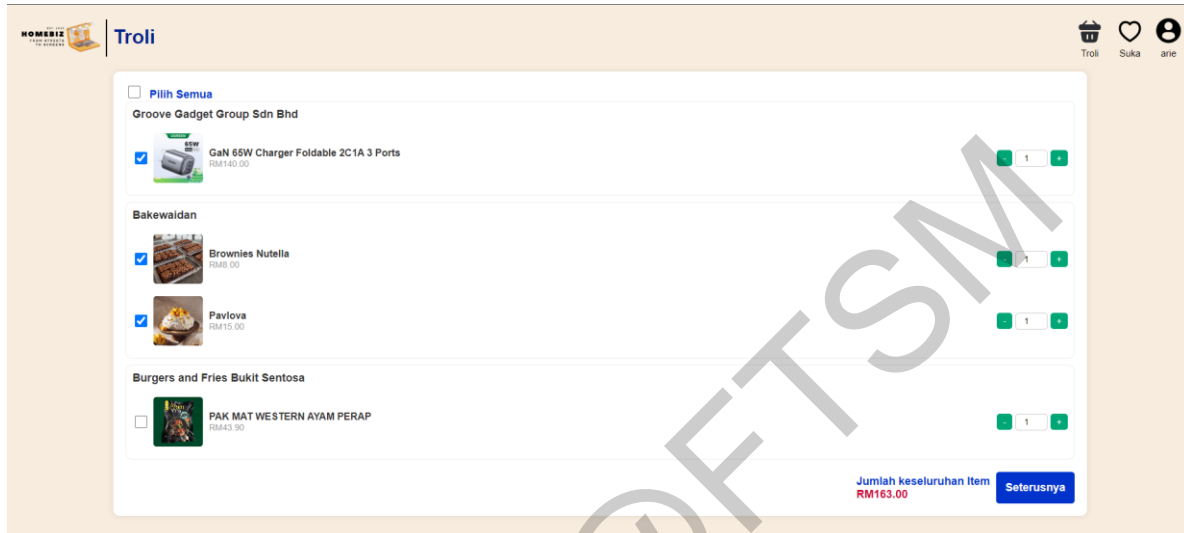 HOMEBIZ
FROM STREETS
TO SCREENS
Troli
Troli
Suka
arie
Pilih Semua
Groove Gadget Group Sdn Bhd
65W
GaN 65W Charger Foldable 2C1A 3 Ports
RM140.00
- 1 +
Bakewaidan
Brownies Nutella
RM8.00
- 1 +
Pavlova
RM15.00
- 1 +
Burgers and Fries Bukit Sentosa
PAK MAT WESTERN AYAM PERAP
RM43.90
- 1 +
Jumlah keseluruhan Item
RM163.00
Seterusnya
@FTSM